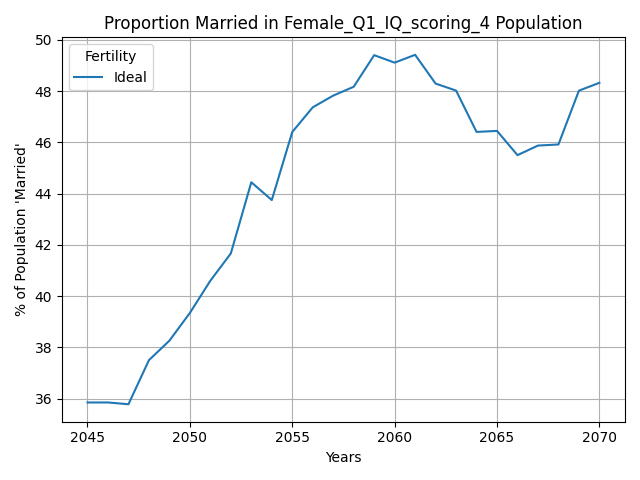 Proportion Married in Female_Q1_IQ_scoring_4 Population
% of Population 'Married'
50
48
46
44
42
40
38
36
Fertility
Ideal
2045 2050 2055 2060 2065 2070
Years